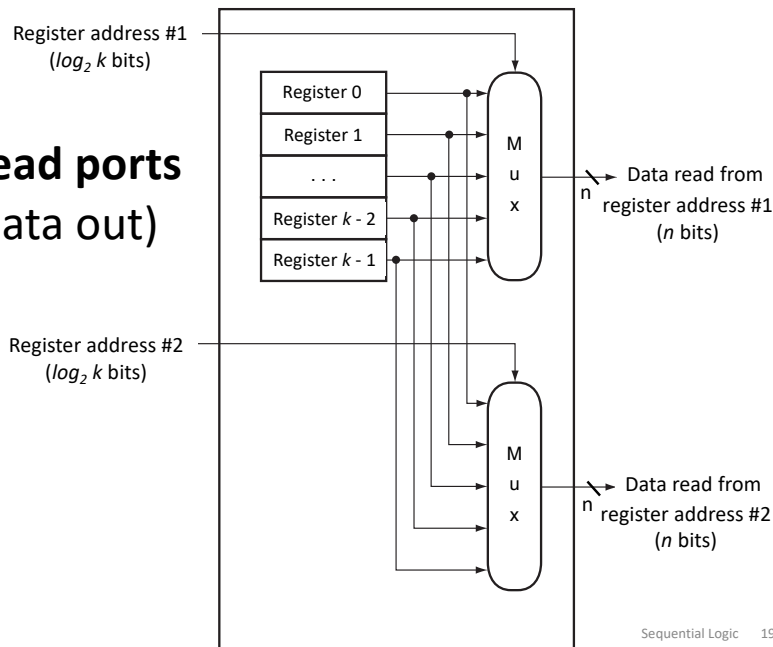 Register address #1
(log₂ k bits)
Register 0
Register 1
. . .
Register k - 2
Register k - 1
M
u
x
n
Data read from
register address #1
(n bits)
ead ports
ata out)
Register address #2
(log₂ k bits)
M
u
x
n
Data read from
register address #2
(n bits)
Sequential Logic 19